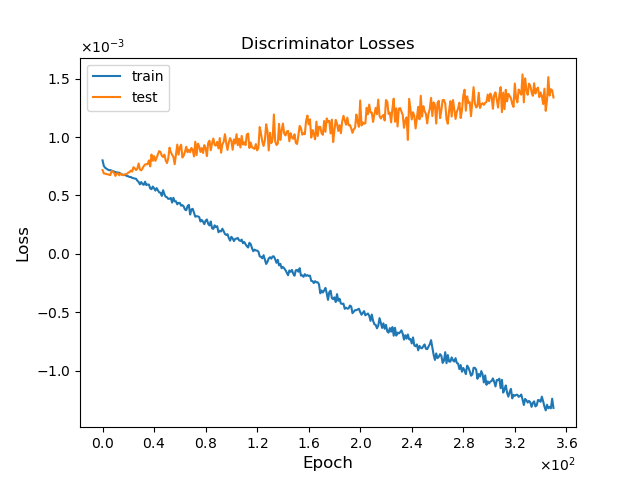 ×10⁻³
Discriminator Losses
train
test
1.5
1.0
0.5
0.0
−0.5
−1.0
Loss
0.0 0.4 0.8 1.2 1.6 2.0 2.4 2.8 3.2 3.6
Epoch
×10²